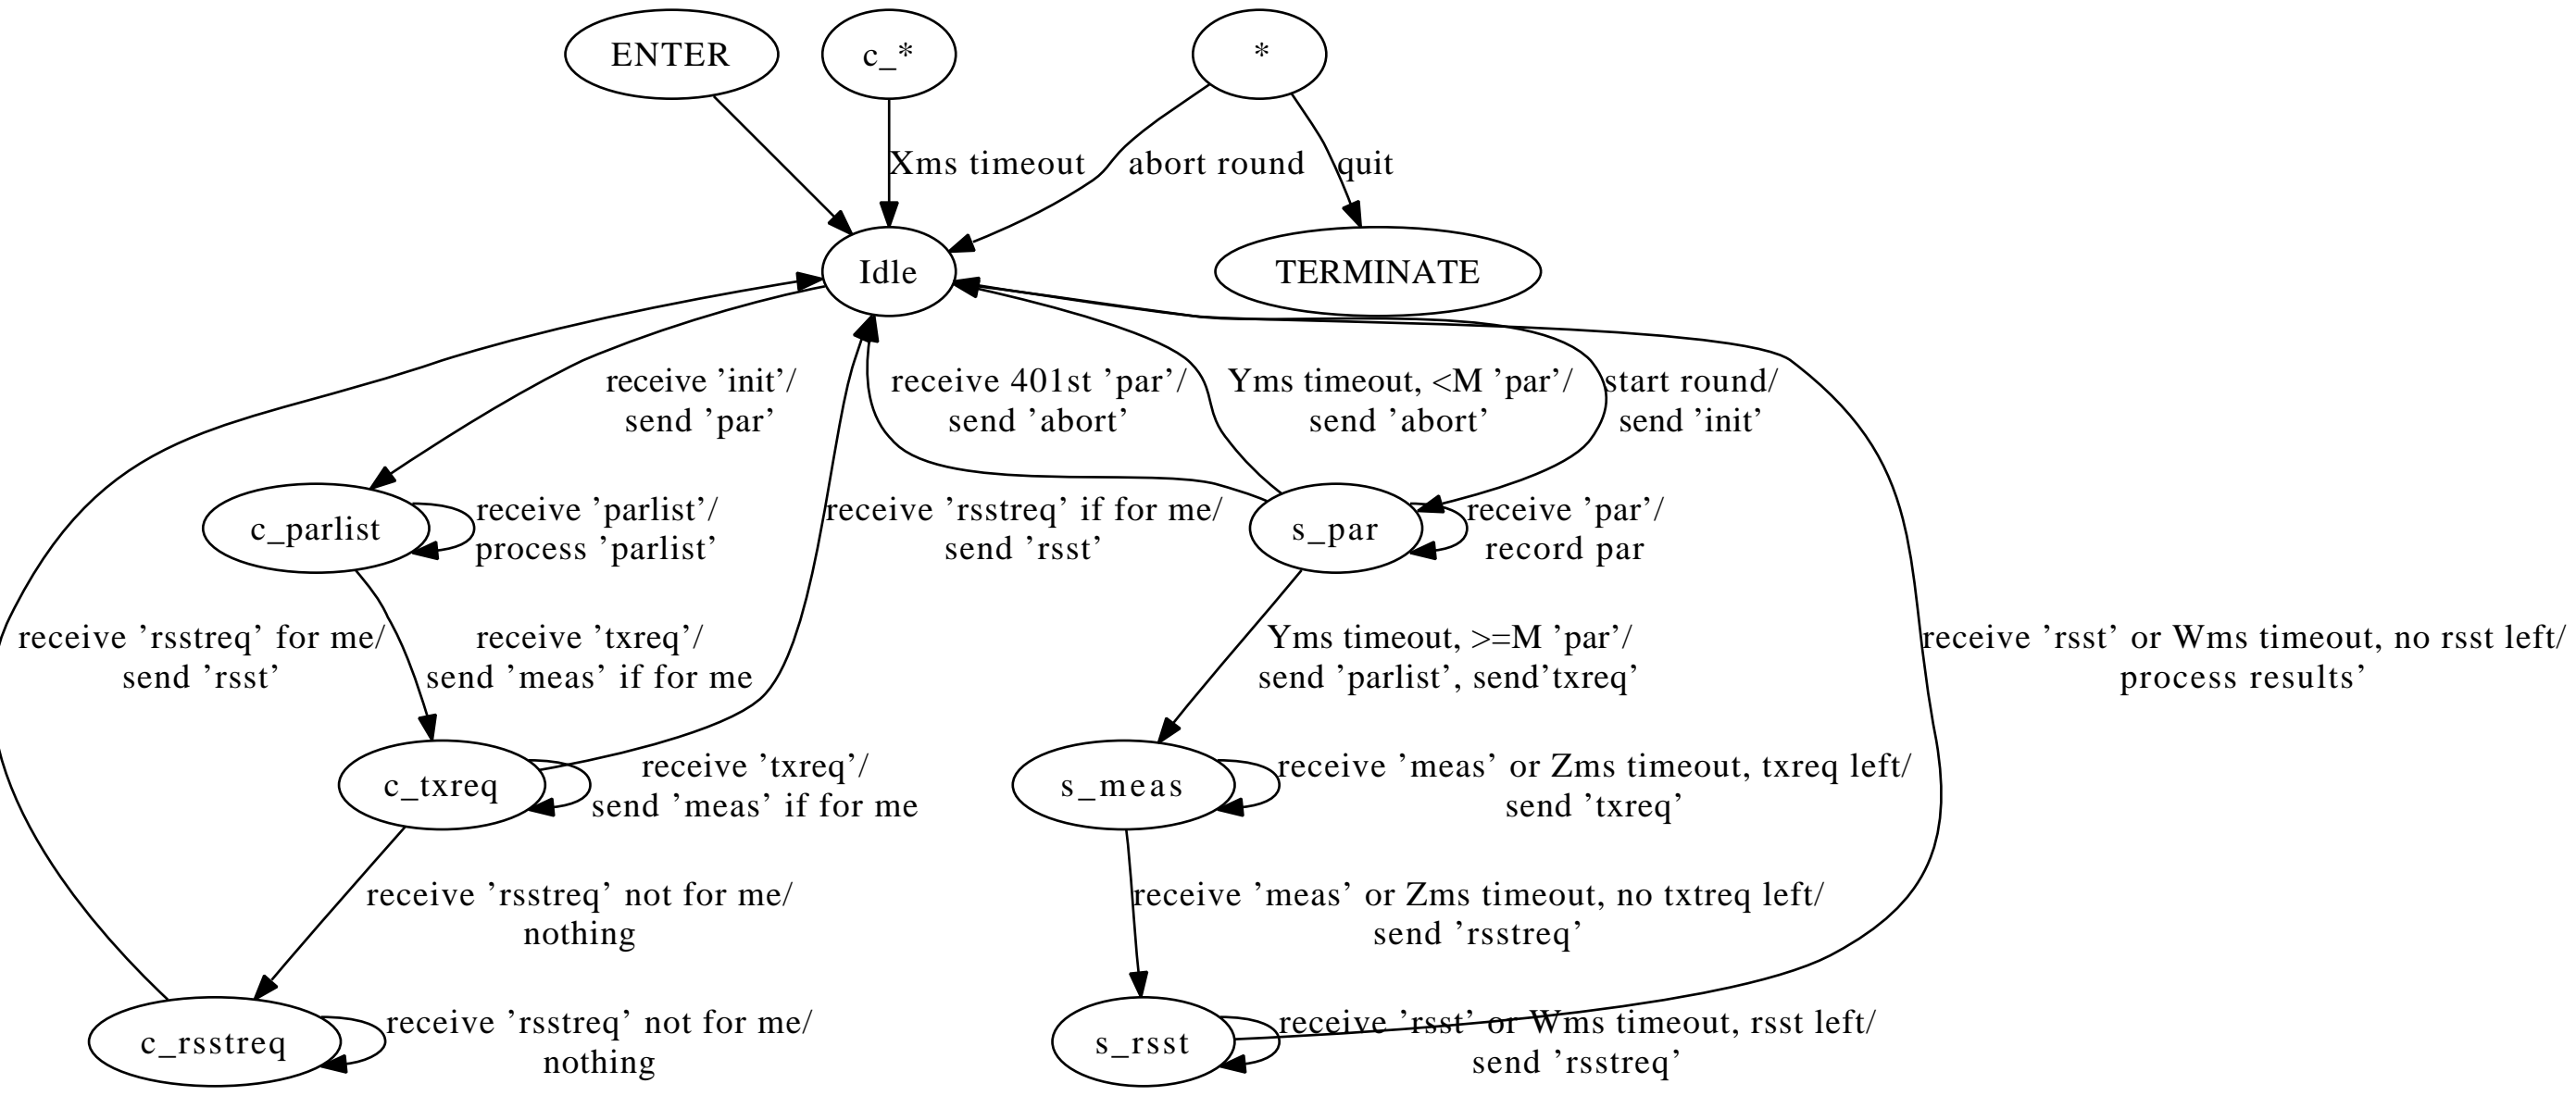 ENTER
c_*
*
Xms timeout
abort round
quit
Idle
TERMINATE
receive 'init'/
send 'par'
receive 401st 'par'/
send 'abort'
Yms timeout, <M 'par'/
send 'abort'
start round/
send 'init'
c_parlist
receive 'parlist'/
process 'parlist'
receive 'rsstreq' if for me/
send 'rsst'
s_par
receive 'par'/
record par
receive 'rsstreq' for me/
send 'rsst'
receive 'txreq'/
send 'meas' if for me
Yms timeout, >=M 'par'/
send 'parlist', send'txreq'
receive 'rsst' or Wms timeout, no rsst left/
process results'
c_txreq
receive 'txreq'/
send 'meas' if for me
s_meas
receive 'meas' or Zms timeout, txreq left/
send 'txreq'
receive 'rsstreq' not for me/
nothing
receive 'meas' or Zms timeout, no txtreq left/
send 'rsstreq'
c_rsstreq
receive 'rsstreq' not for me/
nothing
s_rsst
receive 'rsst' or Wms timeout, rsst left/
send 'rsstreq'